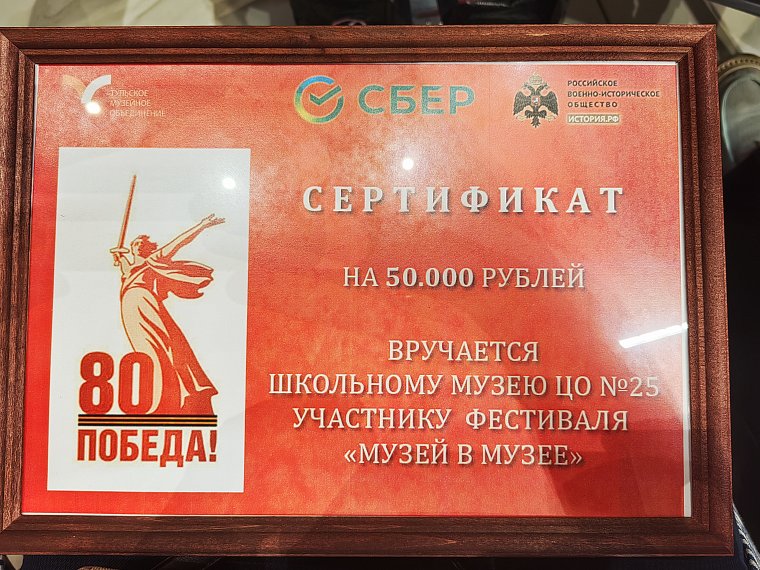 ТУЛЬСКОЕ
МУЗЕЙНОЕ
ОБЪЕДИНЕНИЕ
СБЕР
РОССИЙСКОЕ
ВОЕННО-ИСТОРИЧЕСКОЕ
ОБЩЕСТВО
ИСТОРИЯ.РФ
СЕРТИФИКАТ
НА 50.000 РУБЛЕЙ
ВРУЧАЕТСЯ
ШКОЛЬНОМУ МУЗЕЮ ЦО №25
УЧАСТНИКУ ФЕСТИВАЛЯ
«МУЗЕЙ В МУЗЕЕ»
80
ПОБЕДА!